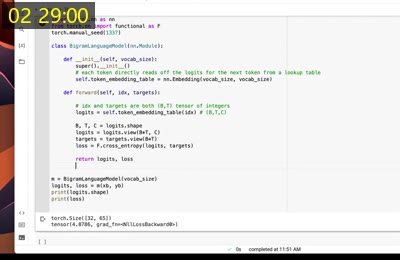 02 29:00
as nn
from torch.nn import functional as F
torch.manual_seed(1337)
class BigramLanguageModel(nn.Module):
def __init__(self, vocab_size):
super().__init__()
# each token directly reads off the logits for the next token from a lookup table
self.token_embedding_table = nn.Embedding(vocab_size, vocab_size)
def forward(self, idx, targets):
# idx and targets are both (B,T) tensor of integers
logits = self.token_embedding_table(idx) # (B,T,C)
B, T, C = logits.shape
logits = logits.view(B*T, C)
targets = targets.view(B*T)
loss = F.cross_entropy(logits, targets)
return logits, loss
m = BigramLanguageModel(vocab_size)
logits, loss = m(xb, yb)
print(logits.shape)
print(loss)
torch.Size([32, 65])
tensor(4.8786, grad_fn=<NllLossBackward0>)
[ ]
0s completed at 11:51 AM